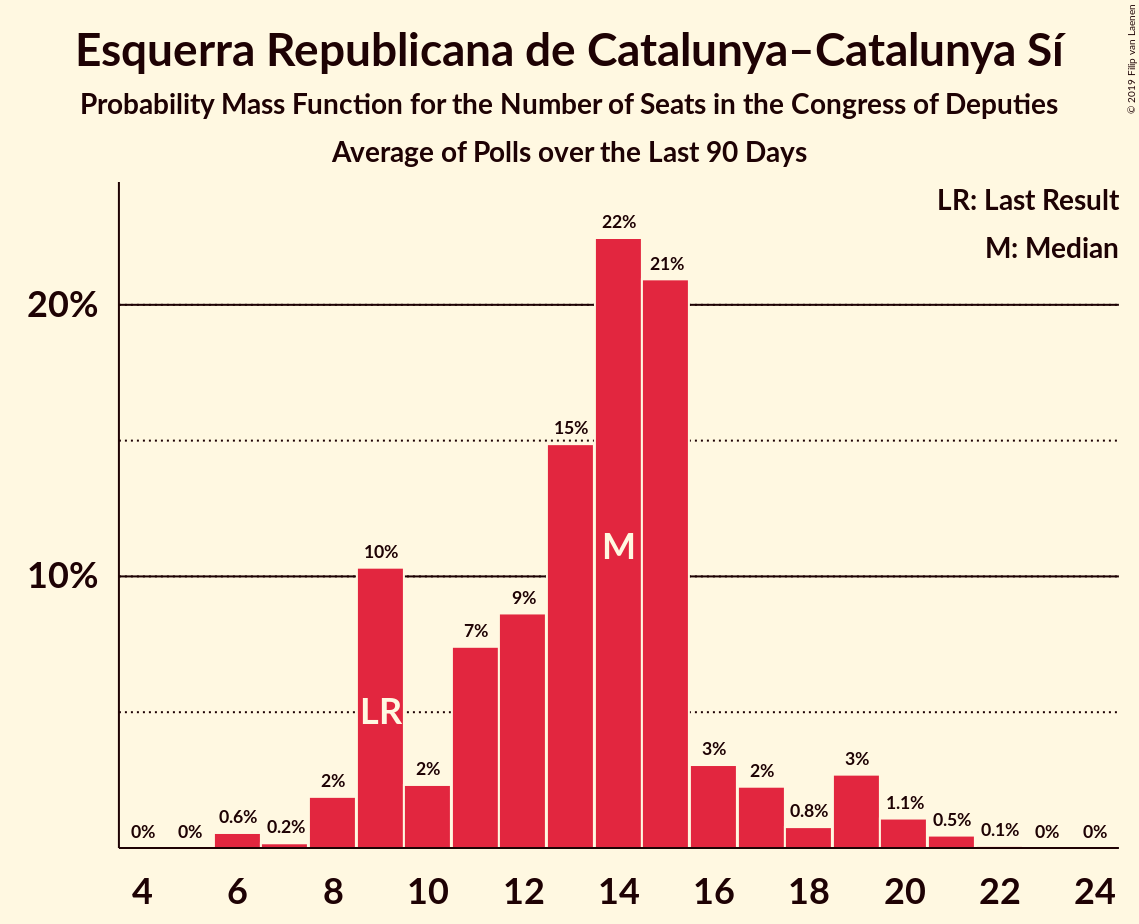 Esquerra Republicana de Catalunya–Catalunya Sí
Probability Mass Function for the Number of Seats in the Congress of Deputies
Average of Polls over the Last 90 Days
© 2019 Filip van Laenen
LR: Last Result
M: Median
20%
10%
0%
0%
0.6%
0.2%
2%
10%
2%
7%
9%
15%
22%
21%
3%
2%
0.8%
3%
1.1%
0.5%
0.1%
0%
0%
LR
M
4 6 8 10 12 14 16 18 20 22 24